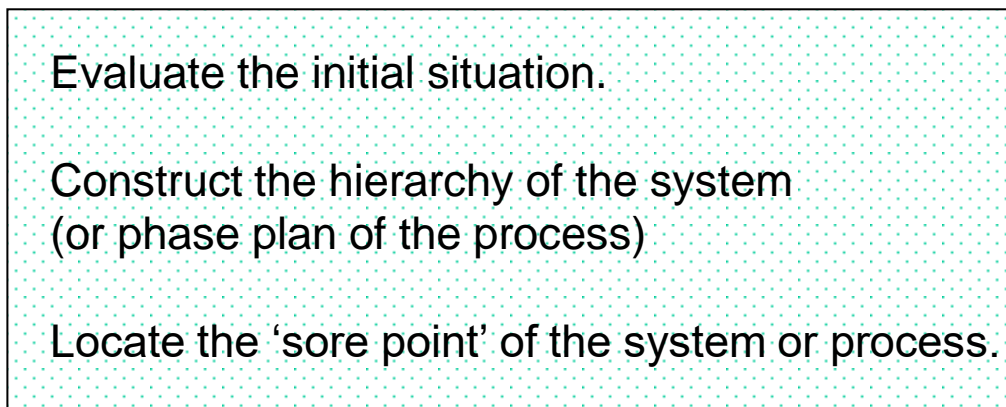 Evaluate the initial situation.
Construct the hierarchy of the system
(or phase plan of the process)
Locate the ‘sore point’ of the system or process.